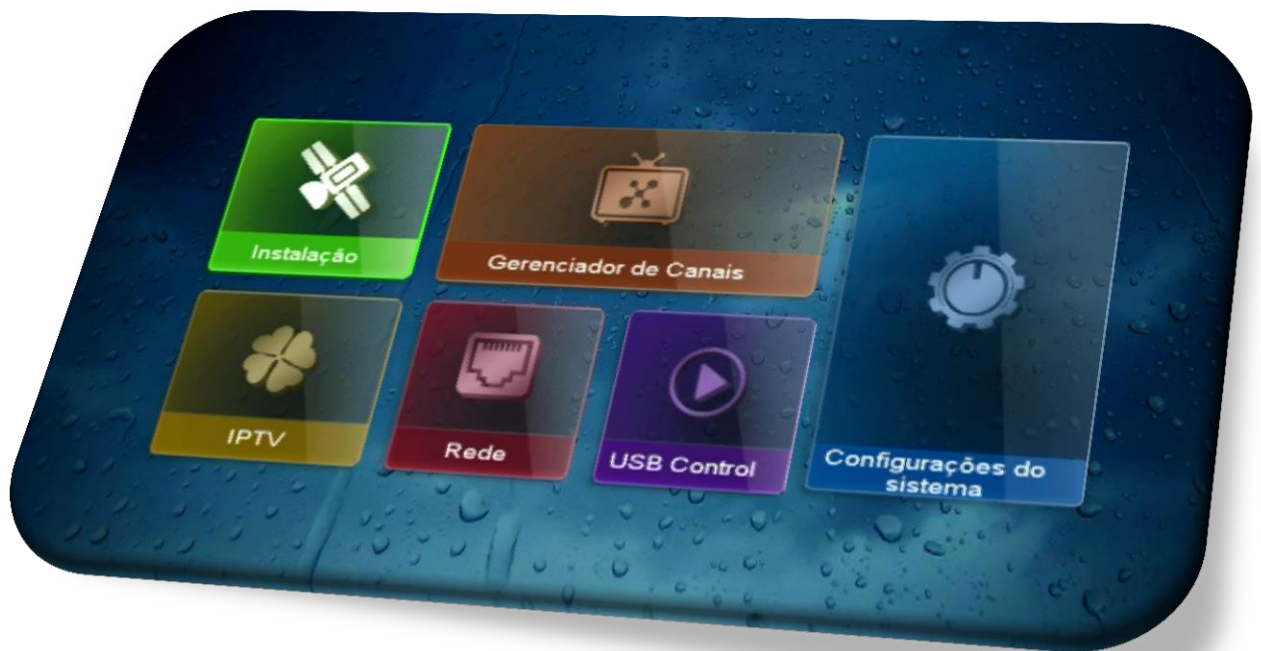 Instalação
Gerenciador de Canais
IPTV
Rede
USB Control
Configurações do
sistema